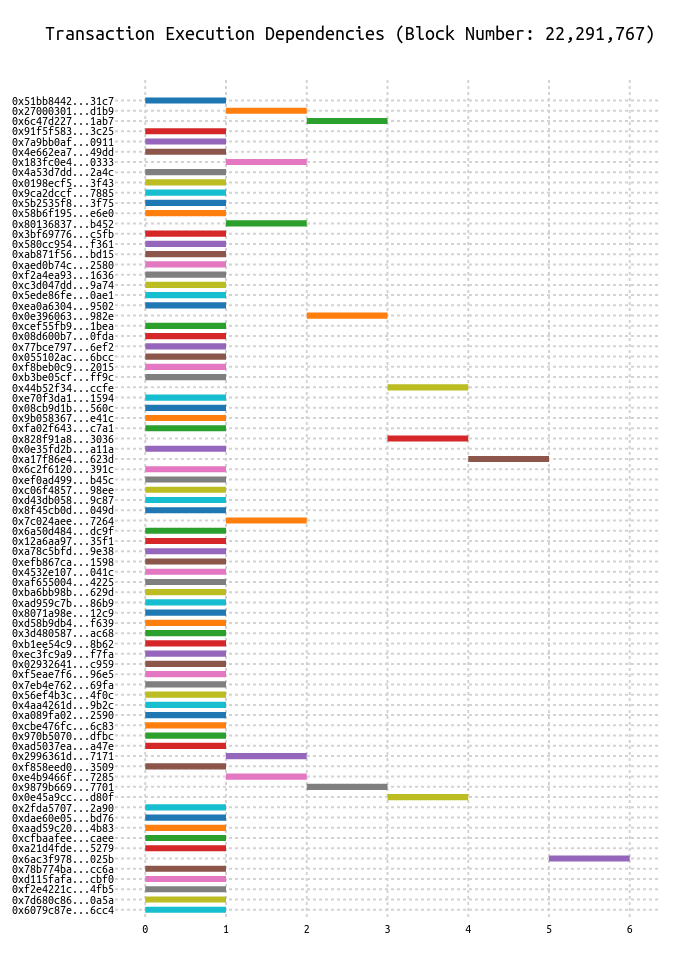 Transaction Execution Dependencies (Block Number: 22,291,767)
0x51bb8442...31c7
0x27000301...d1b9
0x6c47d227...1ab7
0x91f5f583...3c25
0x7a9bb0af...0911
0x4e662ea7...49dd
0x183fc0e4...0333
0x4a53d7dd...2a4c
0x0198ecf5...3f43
0x9ca2dccf...7885
0x5b2535f8...3f75
0x58b6f195...e6e0
0x80136837...b452
0x3bf69776...c5fb
0x580cc954...f361
0xab871f56...bd15
0xaed0b74c...2580
0xf2a4ea93...1636
0xc3d047dd...9a74
0x5ede86fe...0ae1
0xea0a6304...9502
0x0e396063...982e
0xcef55fb9...1bea
0x08d600b7...0fda
0x77bce797...6ef2
0x055102ac...6bcc
0xf8beb0c9...2015
0xb3be05cf...ff9c
0x44b52f34...ccfe
0xe70f3da1...1594
0x08cb9d1b...560c
0x9b058367...e41c
0xfa02f643...c7a1
0x828f91a8...3036
0x0e35fd2b...a11a
0xa17f86e4...623d
0x6c2f6120...391c
0xef0ad499...b45c
0xc06f4857...98ee
0xd43db058...9c87
0x8f45cb0d...049d
0x7c024aee...7264
0x6a50d484...dc9f
0x12a6aa97...35f1
0xa78c5bfd...9e38
0xefb867ca...1598
0x4532e107...041c
0xaf655004...4225
0xba6bb98b...629d
0xad959c7b...86b9
0x8071a98e...12c9
0xd58b9db4...f639
0x3d480587...ac68
0xb1ee54c9...8b62
0xec3fc9a9...f7fa
0x02932641...c959
0xf5eae7f6...96e5
0x7eb4e762...69fa
0x56ef4b3c...4f0c
0x4aa4261d...9b2c
0xa089fa02...2590
0xcbe476fc...6c83
0x970b5070...dfbc
0xad5037ea...a47e
0x2996361d...7171
0xf858eed0...3509
0xe4b9466f...7285
0x9879b669...7701
0x0e45a9cc...d80f
0x2fda5707...2a90
0xdae60e05...bd76
0xaad59c20...4b83
0xcfbaafee...caee
0xa21d4fde...5279
0x6ac3f978...025b
0x78b774ba...cc6a
0xd115fafa...cbf0
0xf2e4221c...4fb5
0x7d680c86...0a5a
0x6079c87e...6cc4
0 1 2 3 4 5 6